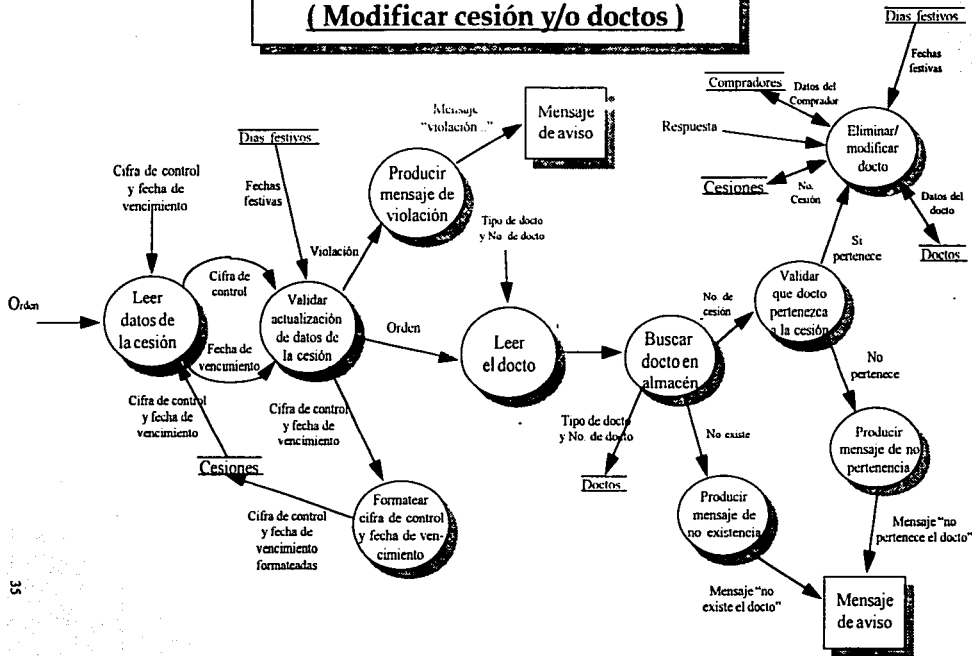 ( Modificar cesión y/o doctos )
Dias festivos
Fechas
festivas
Compradores
Datos del
Comprador
Respuesta
Eliminar/
modificar
docto
Cesiones
No.
Cesión
Datos del
docto
Doctos
Mensaje
"violación.."
Mensaje
de aviso
Dias festivos
Cifra de control
y fecha de
vencimiento
Fechas
festivas
Producir
mensaje de
violación
Tipo de docto
y No. de docto
Si
pertenece
Violación
Orden
Leer
datos de
la cesión
Cifra de
control
Fecha de
vencimiento
Validar
actualización
de datos de
la cesión
Orden
Leer
el docto
Buscar
docto en
almacén
No. de
cesión
Validar
que docto
pertenezca
a la cesión
No
pertenece
Cifra de control
y fecha de
vencimiento
Cifra de control
y fecha de
vencimiento
Tipo de docto
y No. de docto
No existe
Producir
mensaje de no
pertenencia
Cesiones
Doctos
Formatear
cifra de control
y fecha de ven-
cimiento
Cifra de control
y fecha de
vencimiento
formateadas
Producir
mensaje de
no existencia
Mensaje "no
pertenece el docto"
Mensaje "no
existe el docto"
Mensaje
de aviso
35